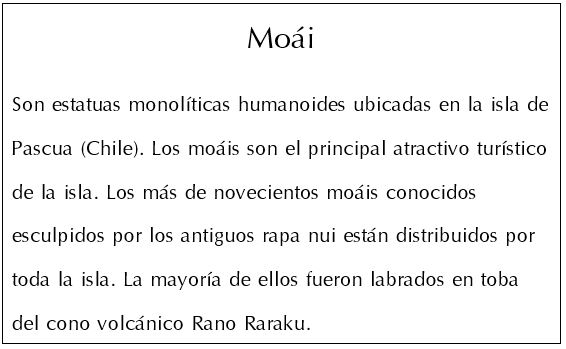 Moái
Son estatuas monolíticas humanoides ubicadas en la isla de
Pascua (Chile). Los moáis son el principal atractivo turístico
de la isla. Los más de novecientos moáis conocidos
esculpidos por los antiguos rapa nui están distribuidos por
toda la isla. La mayoría de ellos fueron labrados en toba
del cono volcánico Rano Raraku.